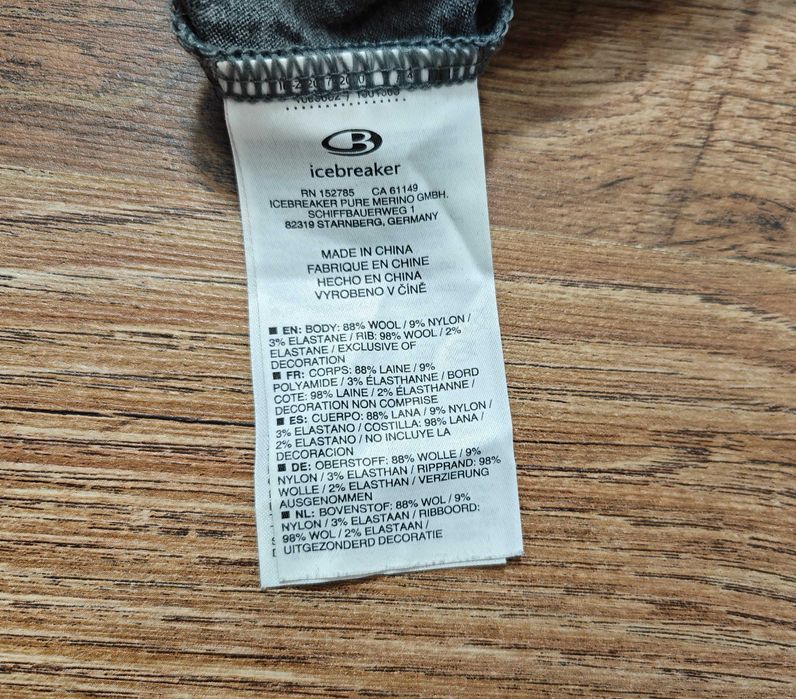 icebreaker
RN 152785 CA 61149
ICEBREAKER PURE MERINO GMBH.
SCHIFFBAUERWEG 1
82319 STARNBERG, GERMANY
MADE IN CHINA
FABRIQUE EN CHINE
HECHO EN CHINA
VYROBENO V ČÍNĚ
■ EN: BODY: 88% WOOL / 9% NYLON /
3% ELASTANE / RIB: 98% WOOL / 2%
ELASTANE / EXCLUSIVE OF
DECORATION
■ FR: CORPS: 88% LAINE / 9%
POLYAMIDE / 3% ÉLASTHANNE / BORD
COTE: 98% LAINE / 2% ÉLASTHANNE /
DECORATION NON COMPRISE
■ ES: CUERPO: 88% LANA / 9% NYLON /
3% ELASTANO / COSTILLA: 98% LANA /
2% ELASTANO / NO INCLUYE LA
DECORACION
■ DE: OBERSTOFF: 88% WOLLE / 9%
NYLON / 3% ELASTHAN / RIPPRAND: 98%
WOLLE / 2% ELASTHAN / VERZIERUNG
AUSGENOMMEN
■ NL: BOVENSTOF: 88% WOL / 9%
NYLON / 3% ELASTAAN / RIBBOORD:
98% WOL / 2% ELASTAAN /
UITGEZONDERD DECORATIE